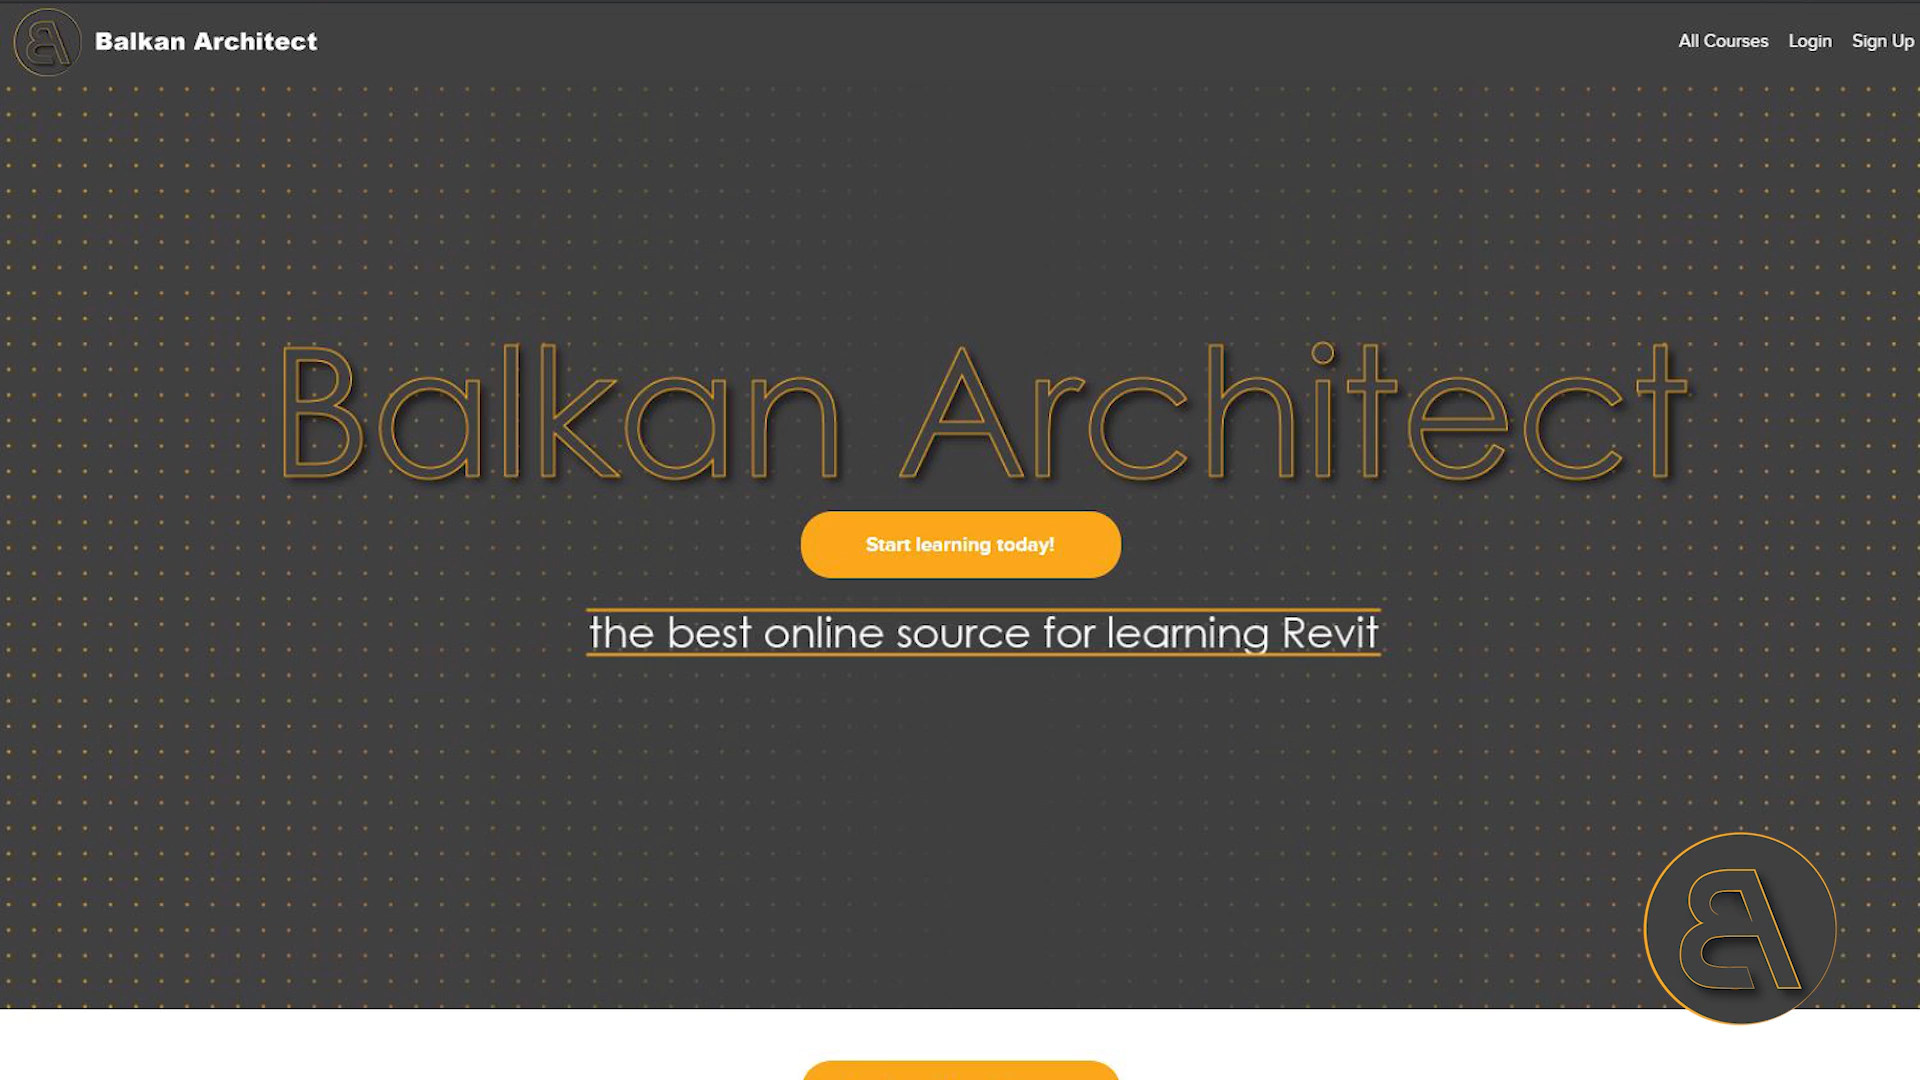 Balkan Architect
All Courses Login Sign Up
Balkan Architect
Start learning today!
the best online source for learning Revit